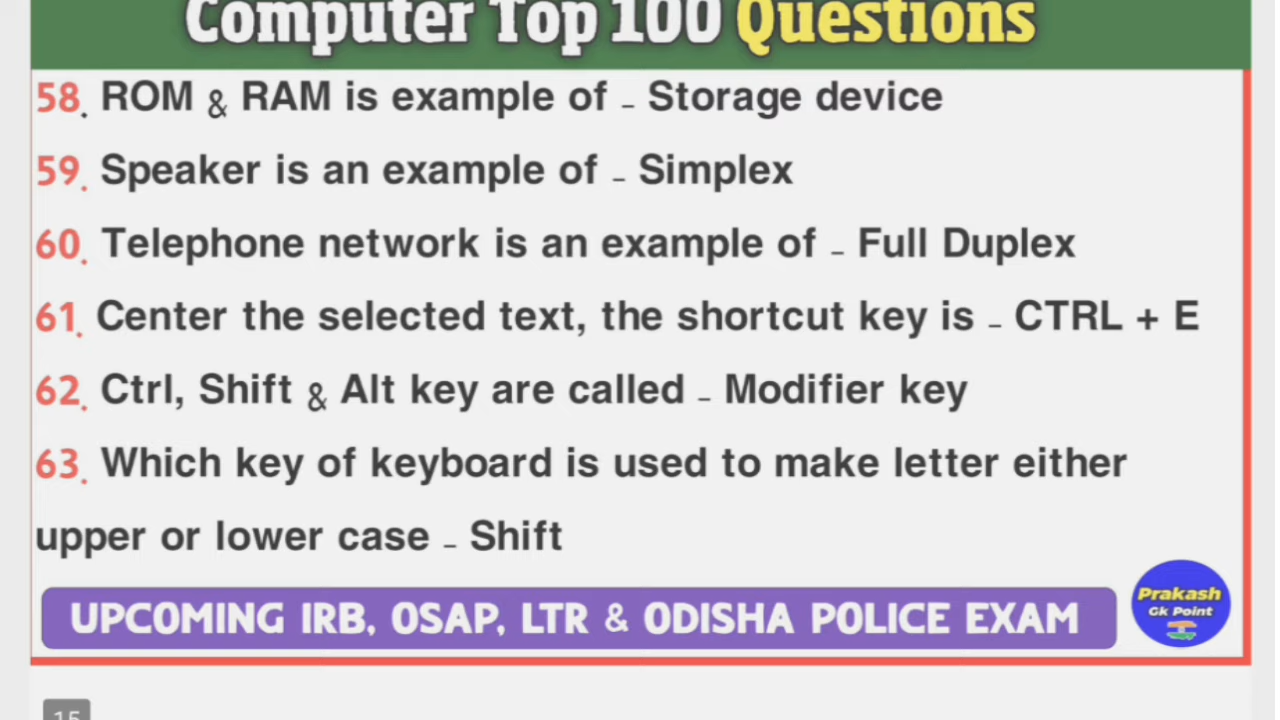 Computer Top 100 Questions
58. ROM & RAM is example of - Storage device
59. Speaker is an example of - Simplex
60. Telephone network is an example of - Full Duplex
61. Center the selected text, the shortcut key is - CTRL + E
62. Ctrl, Shift & Alt key are called - Modifier key
63. Which key of keyboard is used to make letter either
upper or lower case - Shift
UPCOMING IRB, OSAP, LTR & ODISHA POLICE EXAM
Prakash
Gk Point
15